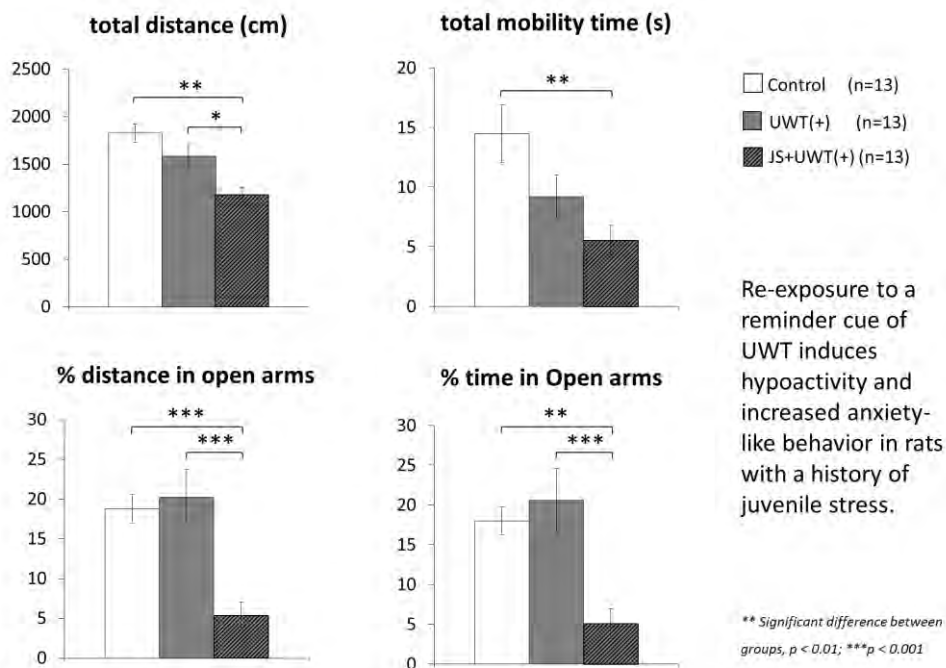 total distance (cm)
2500
2000
1500
1000
500
0
**
*
total mobility time (s)
20
15
10
5
0
**
Control (n=13)
UWT(+) (n=13)
JS+UWT(+) (n=13)
% distance in open arms
30
25
20
15
10
5
0
***
***
% time in Open arms
30
25
20
15
10
5
0
**
***
Re-exposure to a
reminder cue of
UWT induces
hypoactivity and
increased anxiety-
like behavior in rats
with a history of
juvenile stress.
** Significant difference between
groups, p < 0.01; ***p < 0.001